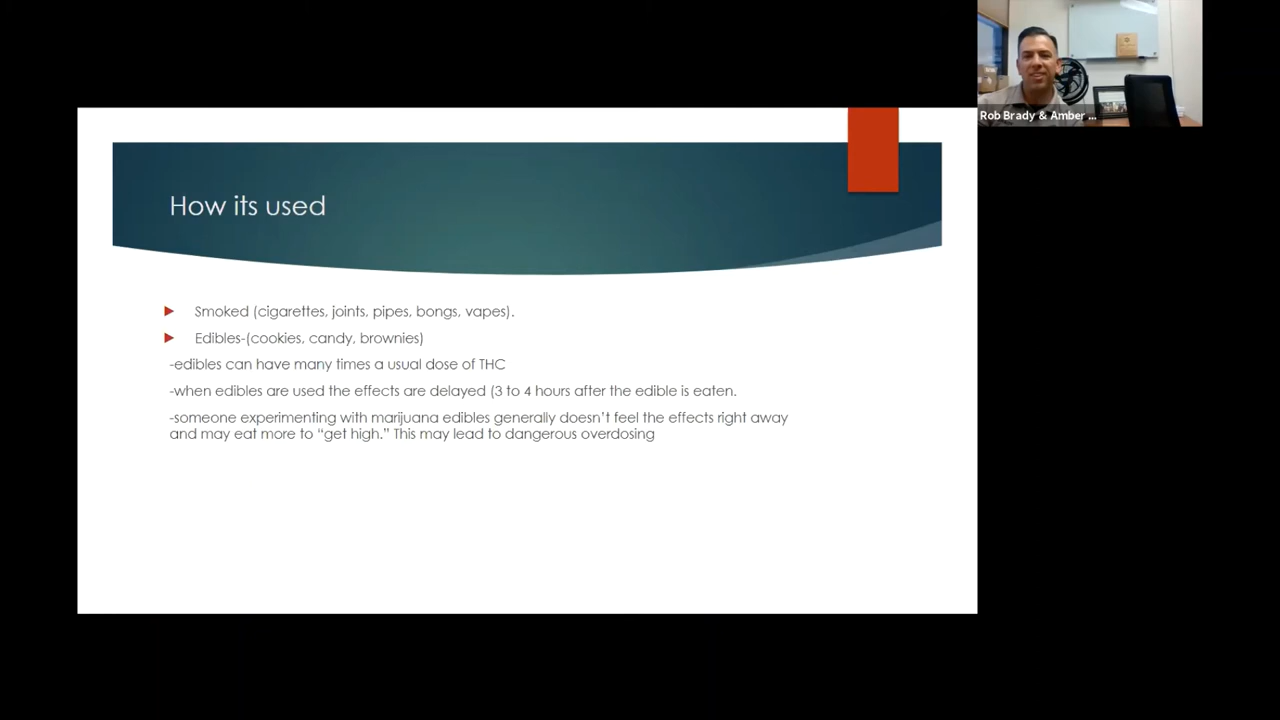 Rob Brady & Amber ...
How its used
Smoked (cigarettes, joints, pipes, bongs, vapes).
Edibles-(cookies, candy, brownies)
-edibles can have many times a usual dose of THC
-when edibles are used the effects are delayed (3 to 4 hours after the edible is eaten.
-someone experimenting with marijuana edibles generally doesn't feel the effects right away
and may eat more to “get high.” This may lead to dangerous overdosing